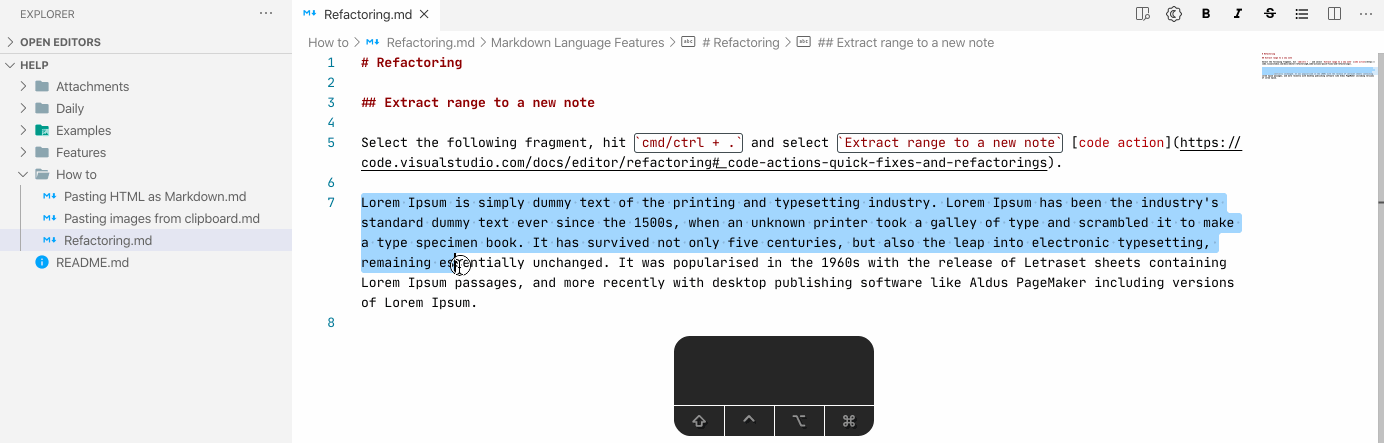 EXPLORER
Refactoring.md
OPEN EDITORS
HELP
Attachments
Daily
Examples
Features
How to
Pasting HTML as Markdown.md
Pasting images from clipboard.md
Refactoring.md
README.md
How to > Refactoring.md > Markdown Language Features > # Refactoring > ## Extract range to a new note
1 # Refactoring
2
3 ## Extract range to a new note
4
5 Select the following fragment, hit `cmd/ctrl + .` and select `Extract range to a new note` [code action](https://
code.visualstudio.com/docs/editor/refactoring#_code-actions-quick-fixes-and-refactorings).
6
7 Lorem Ipsum is simply dummy text of the printing and typesetting industry. Lorem Ipsum has been the industry's
standard dummy text ever since the 1500s, when an unknown printer took a galley of type and scrambled it to make
a type specimen book. It has survived not only five centuries, but also the leap into electronic typesetting,
remaining essentially unchanged. It was popularised in the 1960s with the release of Letraset sheets containing
Lorem Ipsum passages, and more recently with desktop publishing software like Aldus PageMaker including versions
of Lorem Ipsum.
8